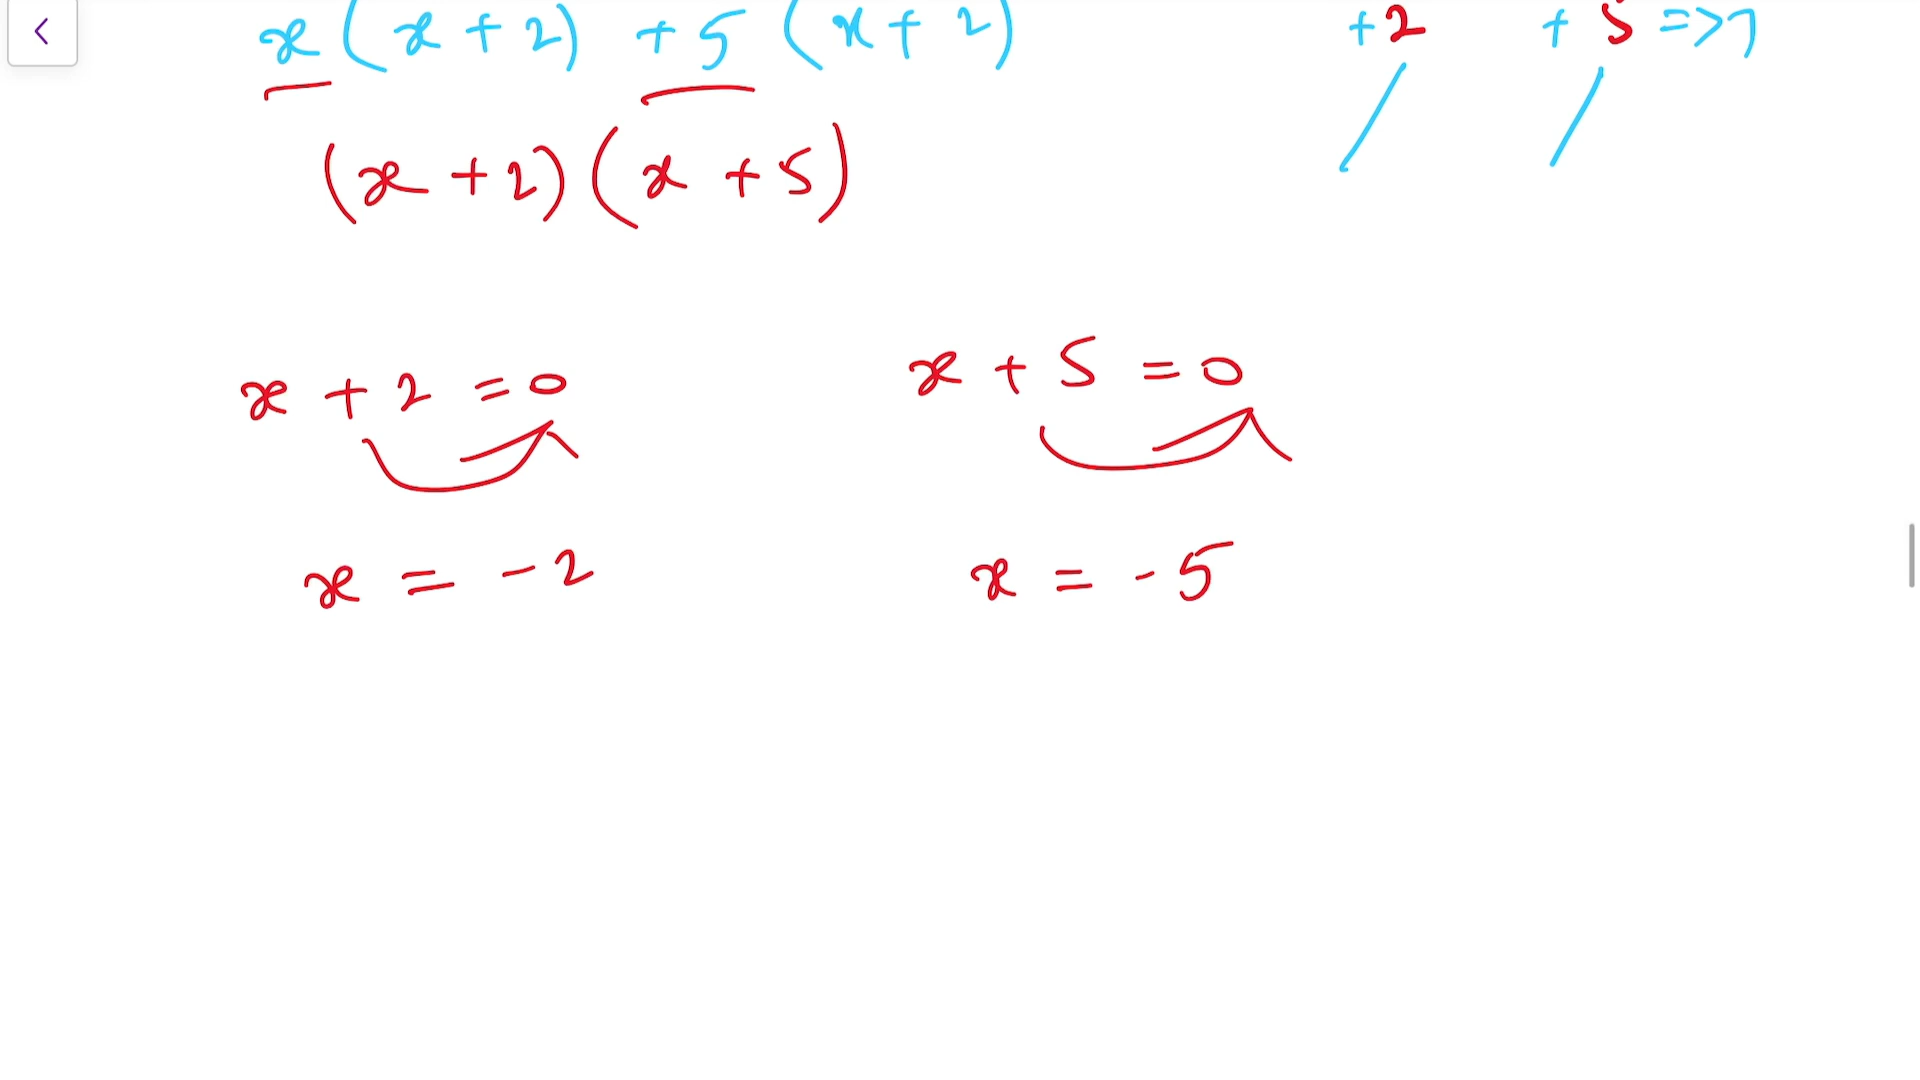 x(x+2) +5(x+2) +2 +5 =>7
(x+2)(x+5)
x+2=0 x+5=0
x = -2 x = -5